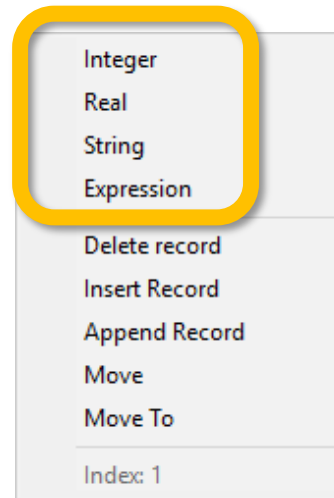 Integer
Real
String
Expression
Delete record
Insert Record
Append Record
Move
Move To
Index: 1